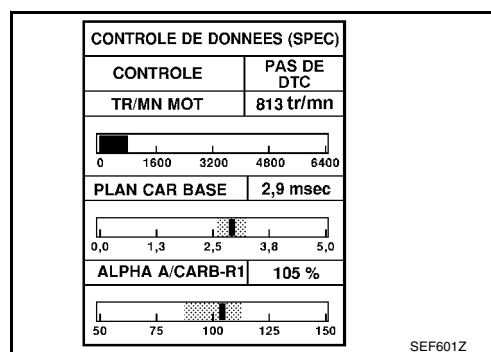 CONTROLE DE DONNEES (SPEC)
CONTROLE PAS DE DTC
TR/MN MOT 813 tr/mn
0 1600 3200 4800 6400
PLAN CAR BASE 2,9 msec
0,0 1,3 2,5 3,8 5,0
ALPHA A/CARB-R1 105 %
50 75 100 125 150
SEF601Z